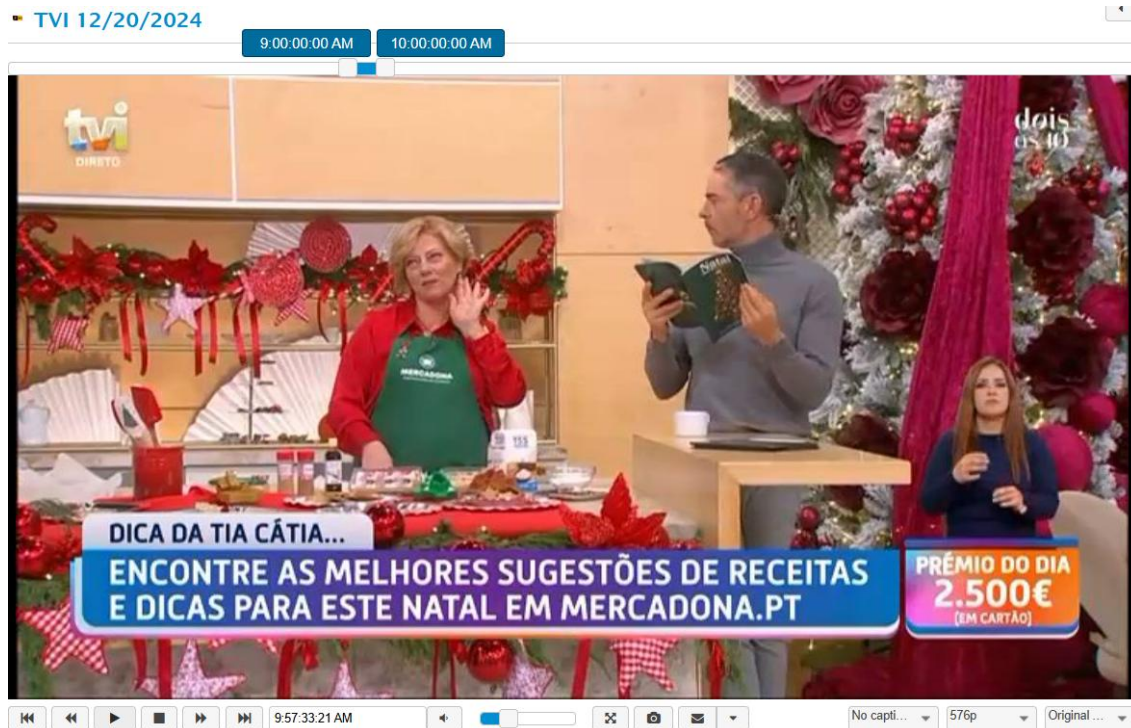 TVI 12/20/2024
9:00:00:00 AM
10:00:00:00 AM
tvi
DIRETO
dois
às 10
Natal
MERCADONA
DICA DA TIA CÁTIA...
ENCONTRE AS MELHORES SUGESTÕES DE RECEITAS
E DICAS PARA ESTE NATAL EM MERCADONA.PT
PRÉMIO DO DIA
2.500€
(EM CARTÃO)
9:57:33:21 AM
No capti...
576p
Original ...